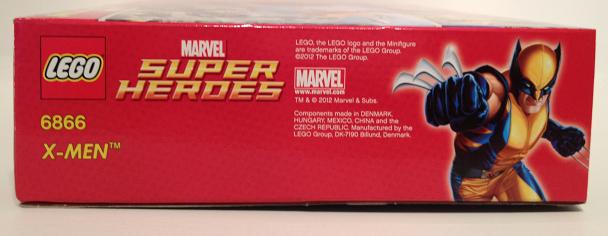 LEGO
MARVEL
SUPER
HEROES
6866
X-MEN™
LEGO, the LEGO logo and the Minifigure
are trademarks of the LEGO Group.
©2012 The LEGO Group.
MARVEL
www.marvel.com
TM & © 2012 Marvel & Subs.
Components made in DENMARK,
HUNGARY, MEXICO, CHINA and the
CZECH REPUBLIC. Manufactured by the
LEGO Group, DK-7190 Billund, Denmark.